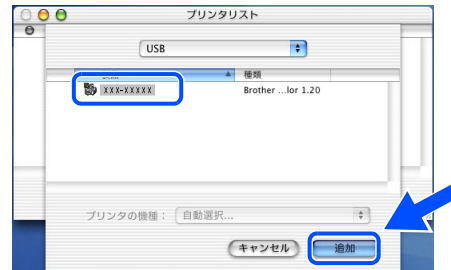 プリンタリスト
USB
種類
XXX-XXXXX Brother ...lor 1.20
プリンタの機種： 自動選択...
キャンセル 追加